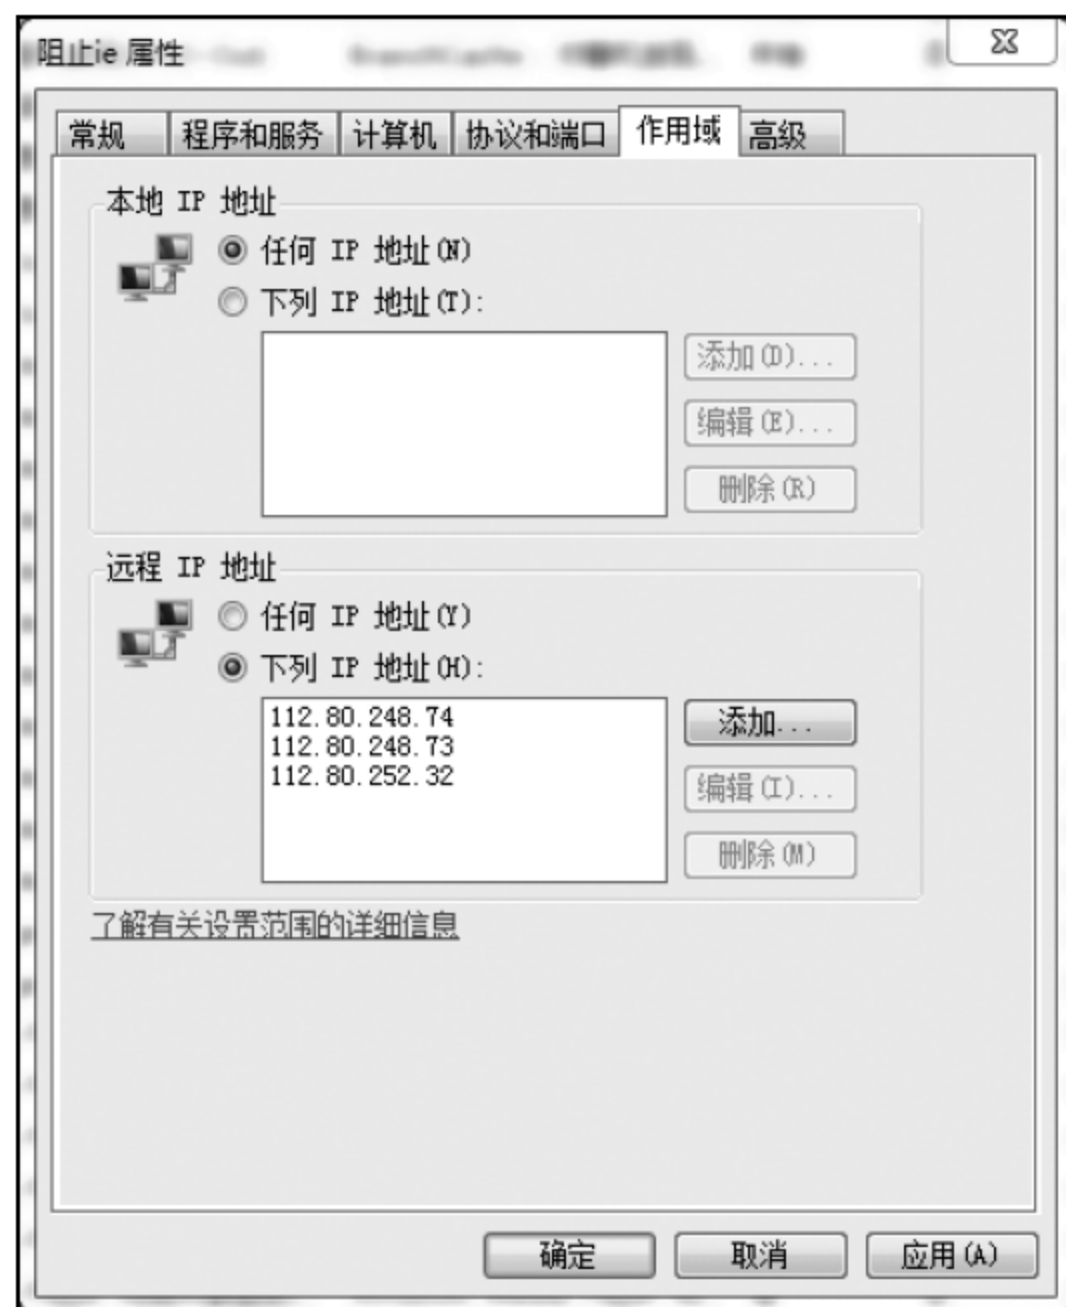 阻止ie 属性
常规 程序和服务 计算机 协议和端口 作用域 高级
本地 IP 地址
任何 IP 地址(N)
下列 IP 地址(T):
添加(D)...
编辑(E)...
删除(R)
远程 IP 地址
任何 IP 地址(Y)
下列 IP 地址(H):
112.80.248.74
112.80.248.73
112.80.252.32
添加...
编辑(I)...
删除(M)
了解有关设置范围的详细信息
确定 取消 应用(A)